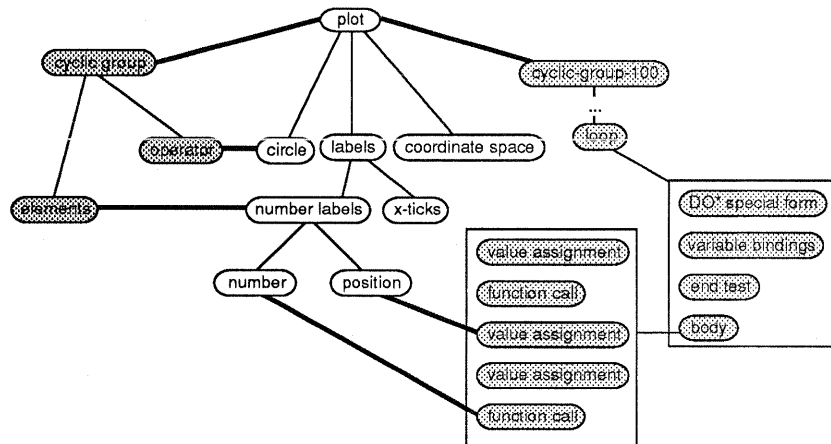 plot
cyclic group
cyclic-group-100
...
loop
operator
circle
labels
coordinate space
elements
number labels
x-ticks
DO* special form
variable bindings
end test
body
number
position
value assignment
function call
value assignment
value assignment
function call